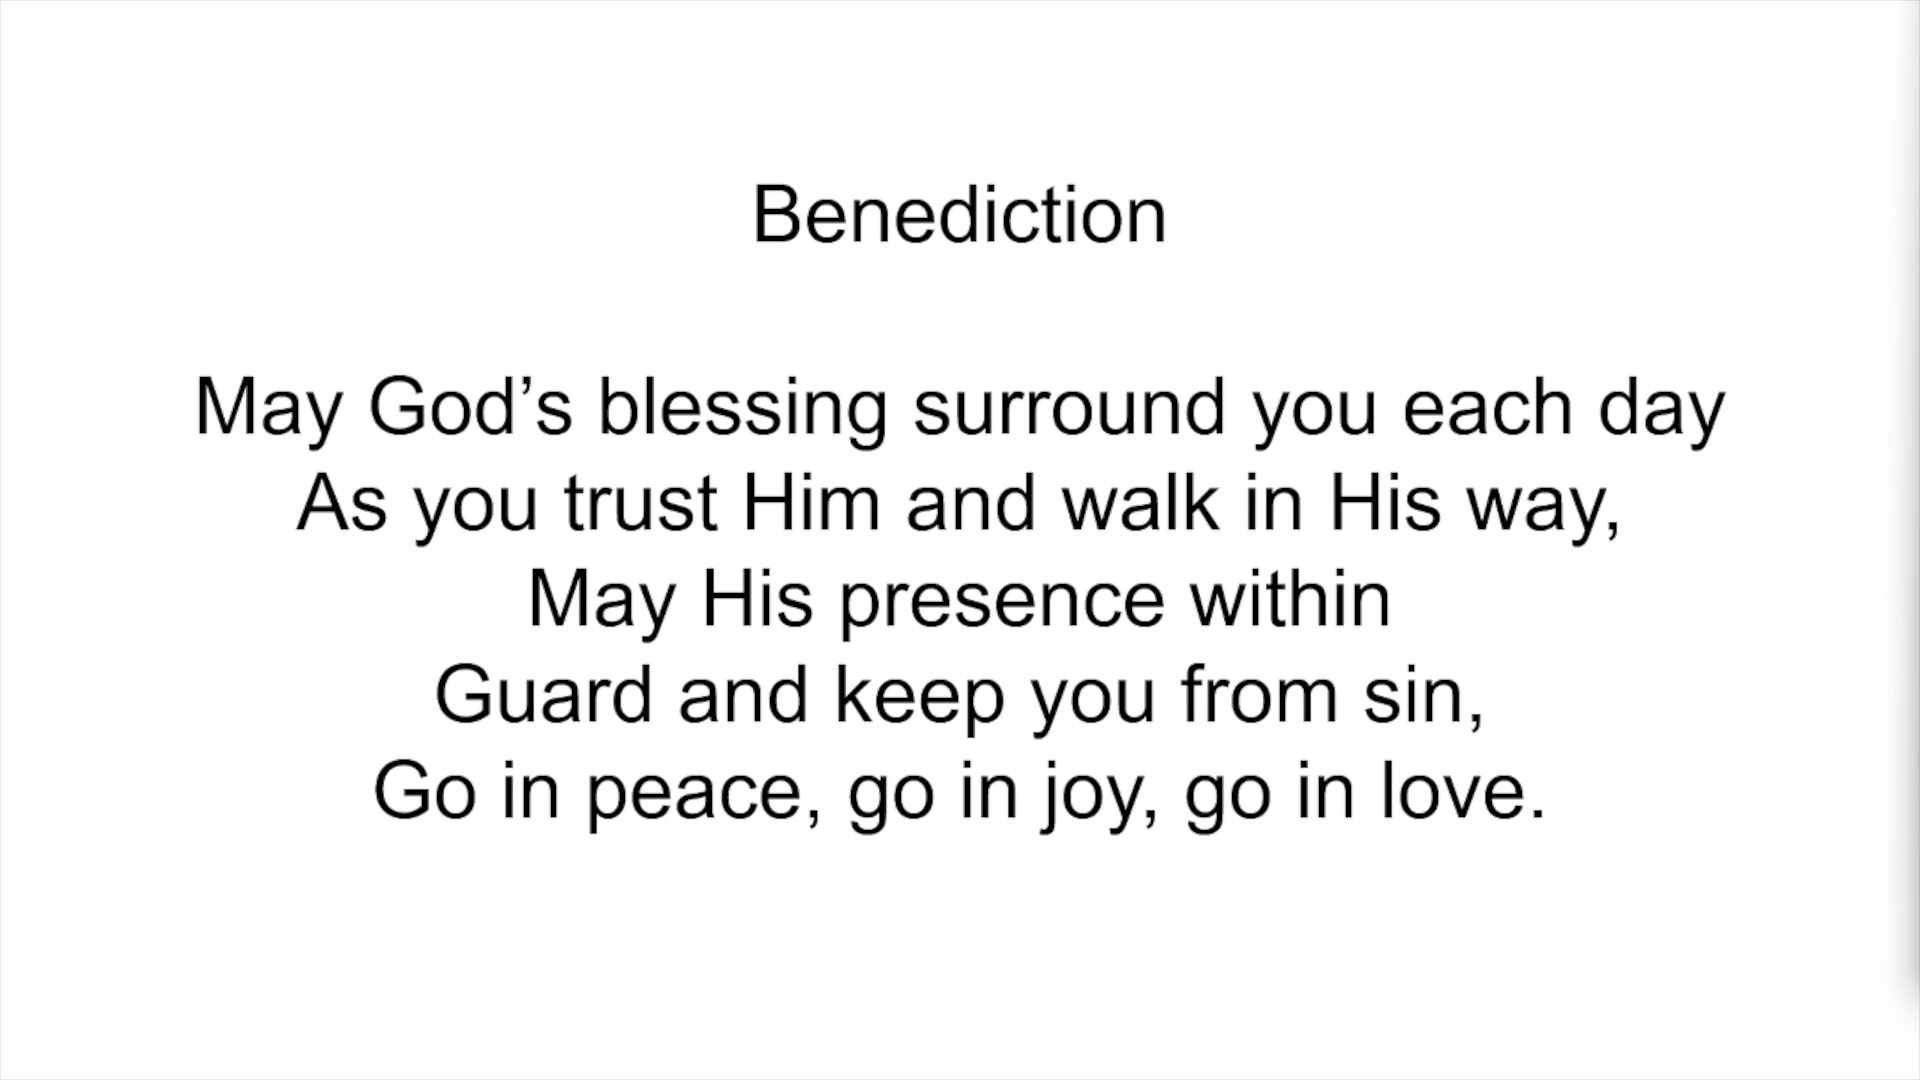 Benediction
May God’s blessing surround you each day
As you trust Him and walk in His way,
May His presence within
Guard and keep you from sin,
Go in peace, go in joy, go in love.